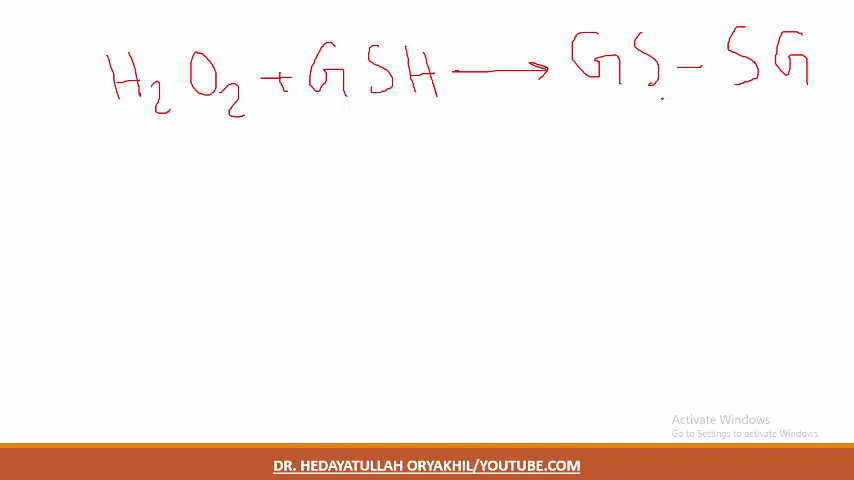 H2O2 + GSH → GS - SG
Activate Windows
Go to Settings to activate Windows.
DR. HEDAYATULLAH ORYAKHIL/YOUTUBE.COM